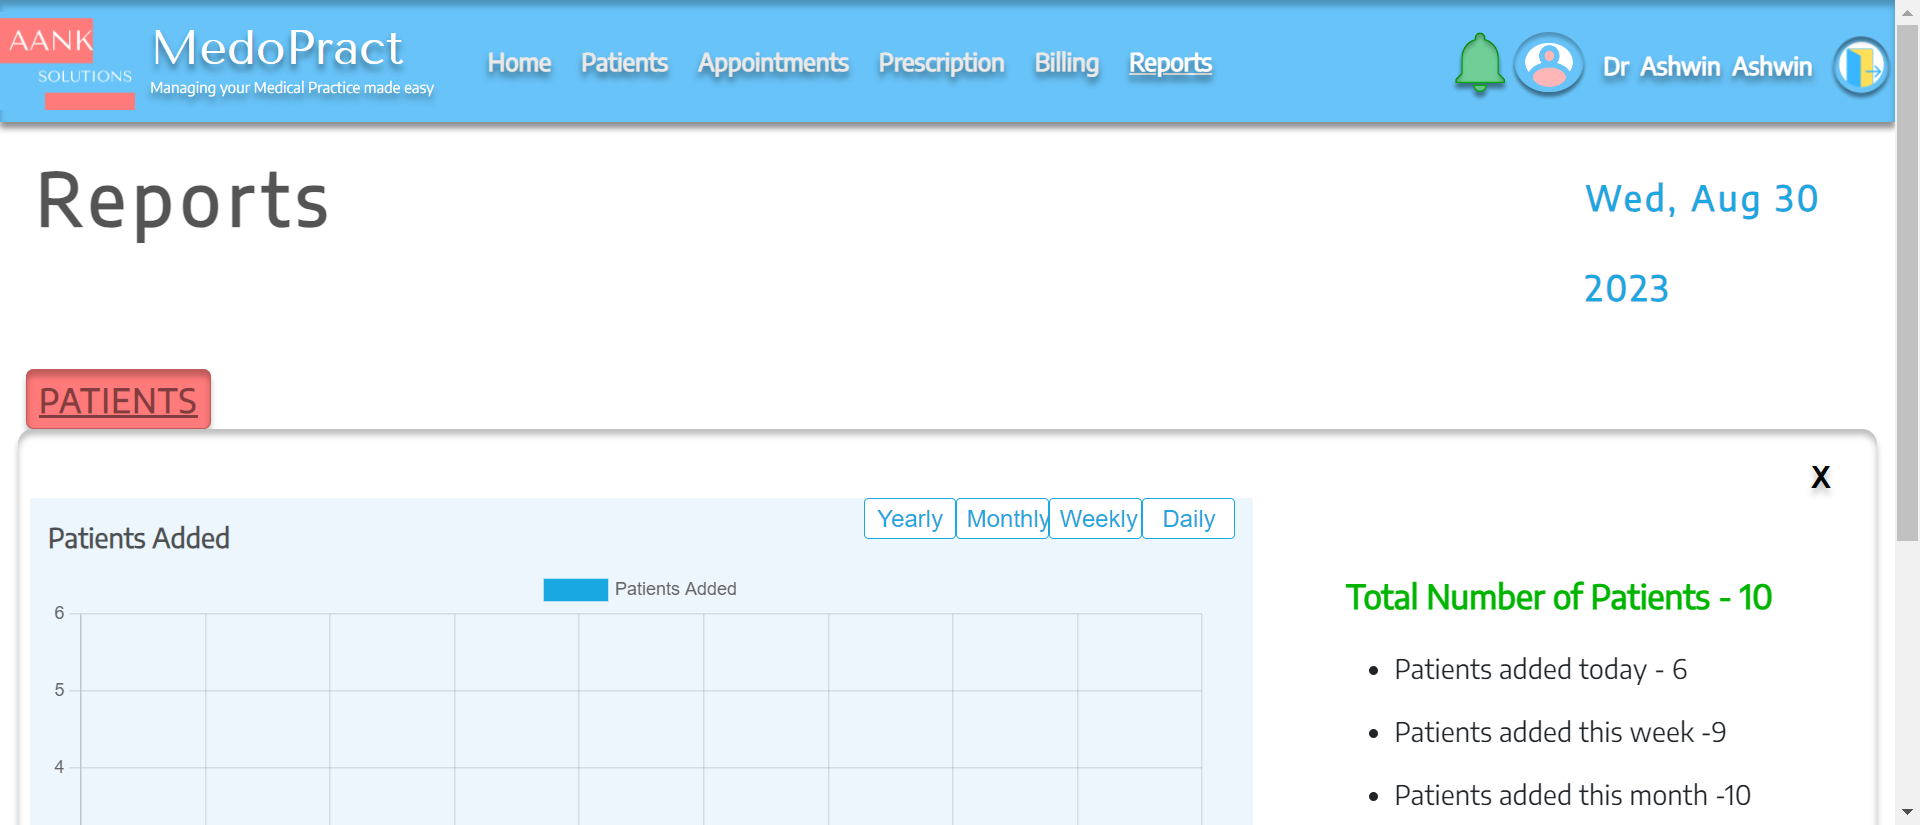 AANK
SOLUTIONS
MedoPract
Managing your Medical Practice made easy
Home Patients Appointments Prescription Billing Reports
Dr Ashwin Ashwin
Reports
Wed, Aug 30
2023
PATIENTS
X
Patients Added
Yearly Monthly Weekly Daily
Patients Added
6
5
4
Total Number of Patients - 10
• Patients added today - 6
• Patients added this week -9
• Patients added this month -10